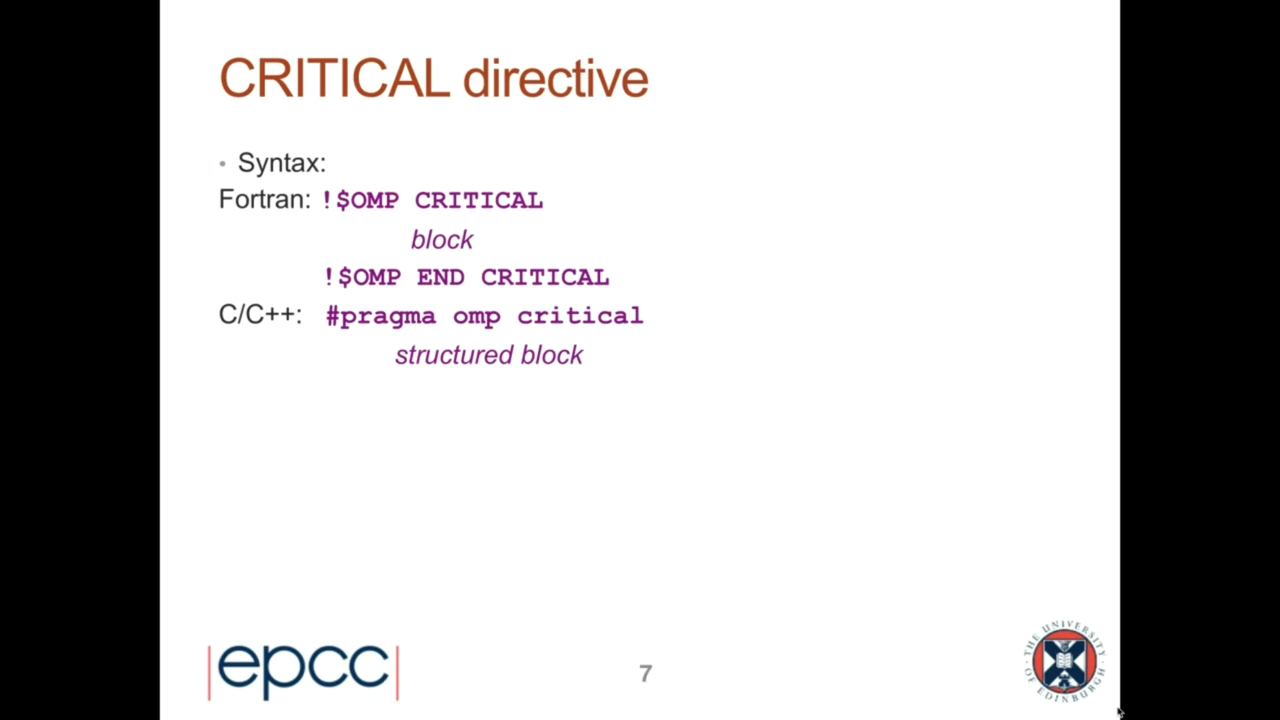 CRITICAL directive
• Syntax:
Fortran: !$OMP CRITICAL
block
!$OMP END CRITICAL
C/C++: #pragma omp critical
structured block
|epcc|
7
THE UNIVERSITY OF EDINBURGH